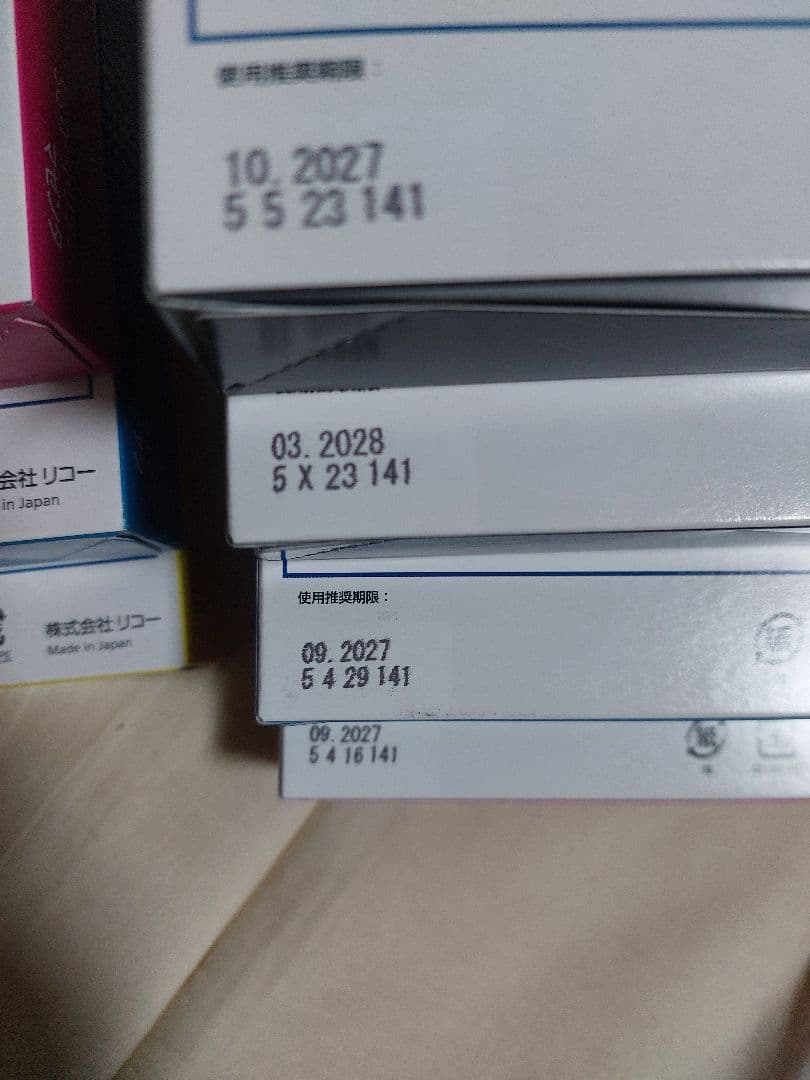 使用推奨期限：
10. 2027
5 5 23 141
03. 2028
5 X 23 141
会社 リコー
in Japan
使用推奨期限：
09. 2027
5 4 29 141
株式会社 リコー
Made in Japan
09. 2027
5 4 16 141